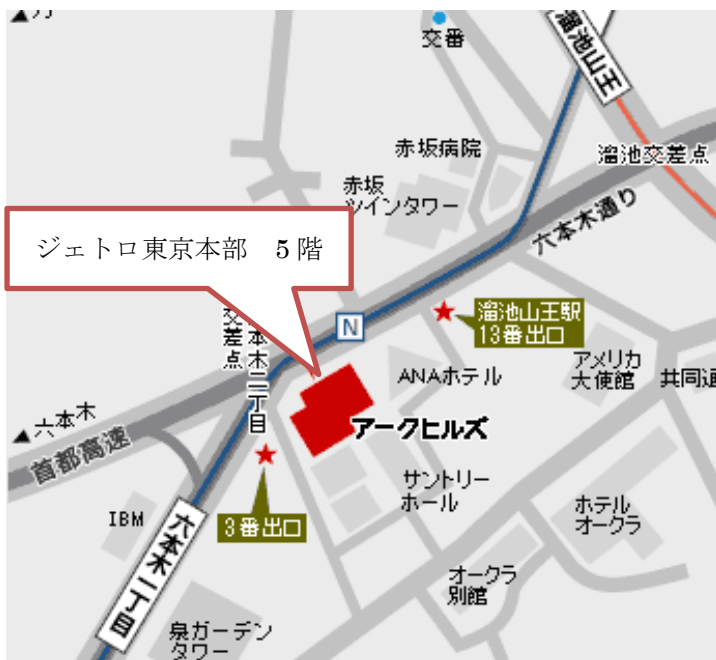 交番
溜池山王
赤坂病院
溜池交差点
赤坂
ツインタワー
六本木通り
ジェトロ東京本部 5階
溜池山王駅
13番出口
N
交差点
本木二丁目
ANAホテル
アメリカ
大使館
共同通
▲六本木
アークヒルズ
首都高速
サントリー
ホール
ホテル
オークラ
IBM
3番出口
六本木一丁目
オークラ
別館
泉ガーデン
タワー